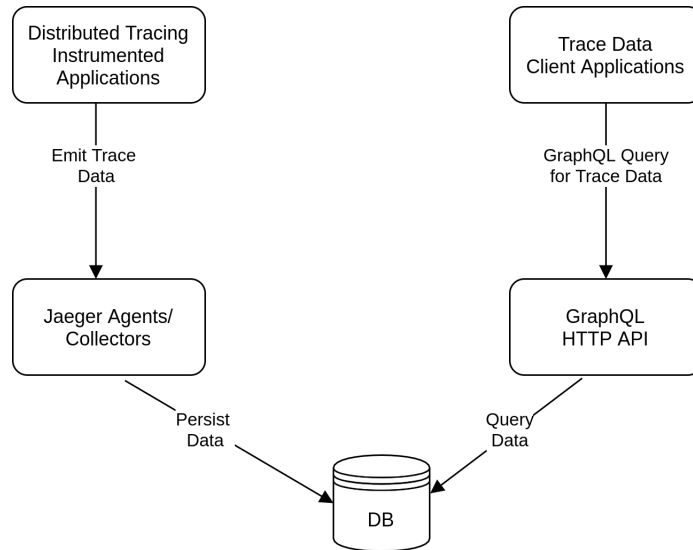 Distributed Tracing
Instrumented
Applications
Trace Data
Client Applications
Emit Trace
Data
GraphQL Query
for Trace Data
Jaeger Agents/
Collectors
GraphQL
HTTP API
Persist
Data
Query
Data
DB